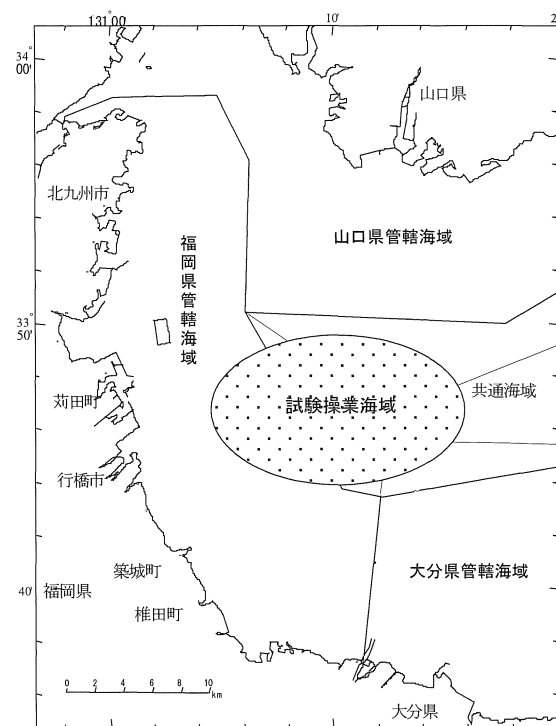 131°00′
10′
2
34°
00′
山口県
北九州市
山口県管轄海域
福岡県管轄海域
33°
50′
共通海域
試験操業海域
苅田町
行橋市
大分県管轄海域
築城町
40′
福岡県
椎田町
0 2 4 6 8 10
km
大分県